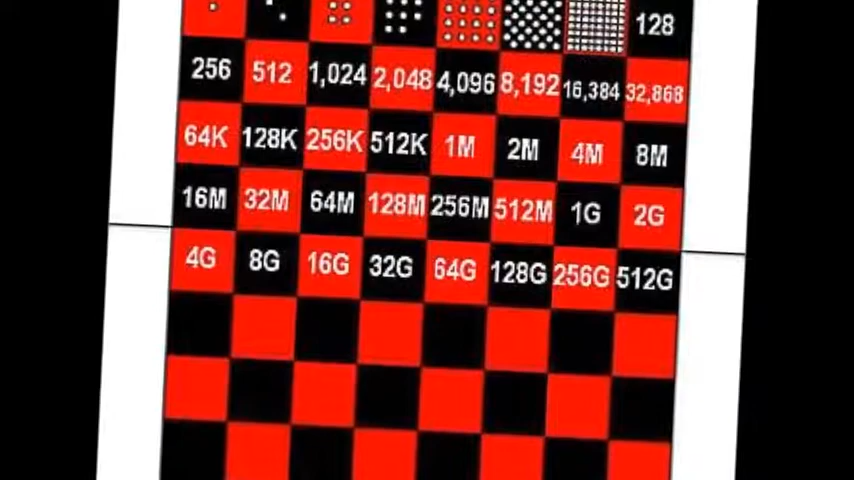 128
256 512 1,024 2,048 4,096 8,192 16,384 32,868
64K 128K 256K 512K 1M 2M 4M 8M
16M 32M 64M 128M 256M 512M 1G 2G
4G 8G 16G 32G 64G 128G 256G 512G